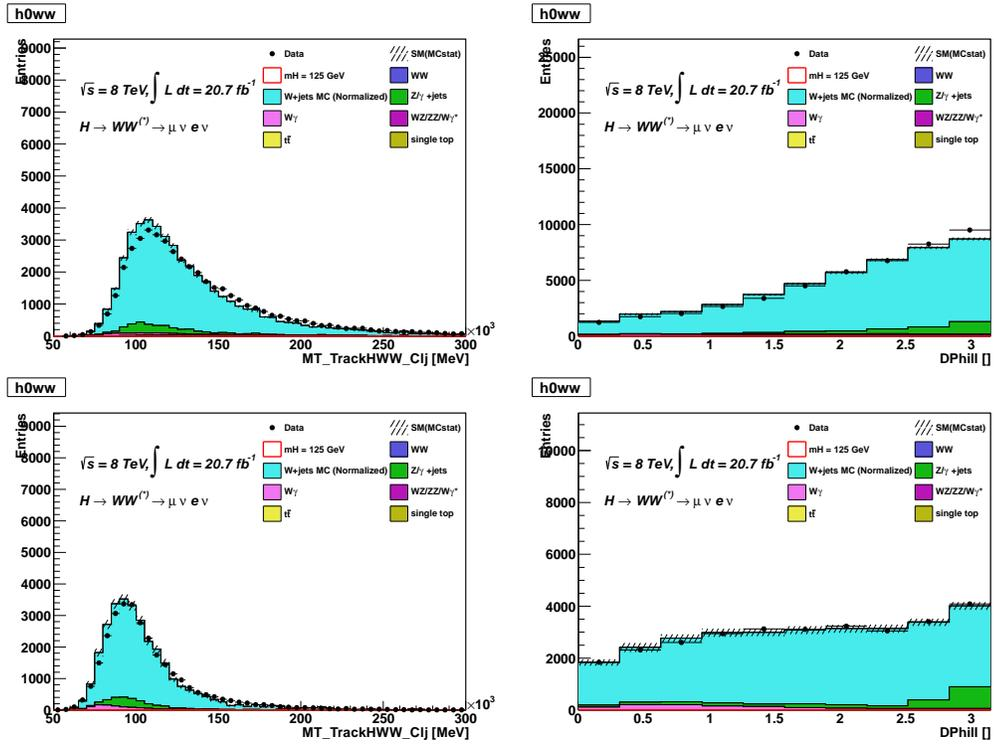 h0ww
Entries
9000
8000
7000
6000
5000
4000
3000
2000
1000
0
√s = 8 TeV, ∫ L dt = 20.7 fb⁻¹
H → WW⁽*⁾ → μ ν e ν
Data
SM(MCstat)
mH = 125 GeV
WW
W+jets MC (Normalized)
Z/γ +jets
Wγ
WZ/ZZ/Wγ*
tt̄
single top
50 100 150 200 250 300
×10³
MT_TrackHWW_Clj [MeV]
h0ww
Entries
25000
20000
15000
10000
5000
0
√s = 8 TeV, ∫ L dt = 20.7 fb⁻¹
H → WW⁽*⁾ → μ ν e ν
Data
SM(MCstat)
mH = 125 GeV
WW
W+jets MC (Normalized)
Z/γ +jets
Wγ
WZ/ZZ/Wγ*
tt̄
single top
0 0.5 1 1.5 2 2.5 3
DPhill []
h0ww
Entries
9000
8000
7000
6000
5000
4000
3000
2000
1000
0
√s = 8 TeV, ∫ L dt = 20.7 fb⁻¹
H → WW⁽*⁾ → μ ν e ν
Data
SM(MCstat)
mH = 125 GeV
WW
W+jets MC (Normalized)
Z/γ +jets
Wγ
WZ/ZZ/Wγ*
tt̄
single top
50 100 150 200 250 300
×10³
MT_TrackHWW_Clj [MeV]
h0ww
Entries
10000
8000
6000
4000
2000
0
√s = 8 TeV, ∫ L dt = 20.7 fb⁻¹
H → WW⁽*⁾ → μ ν e ν
Data
SM(MCstat)
mH = 125 GeV
WW
W+jets MC (Normalized)
Z/γ +jets
Wγ
WZ/ZZ/Wγ*
tt̄
single top
0 0.5 1 1.5 2 2.5 3
DPhill []